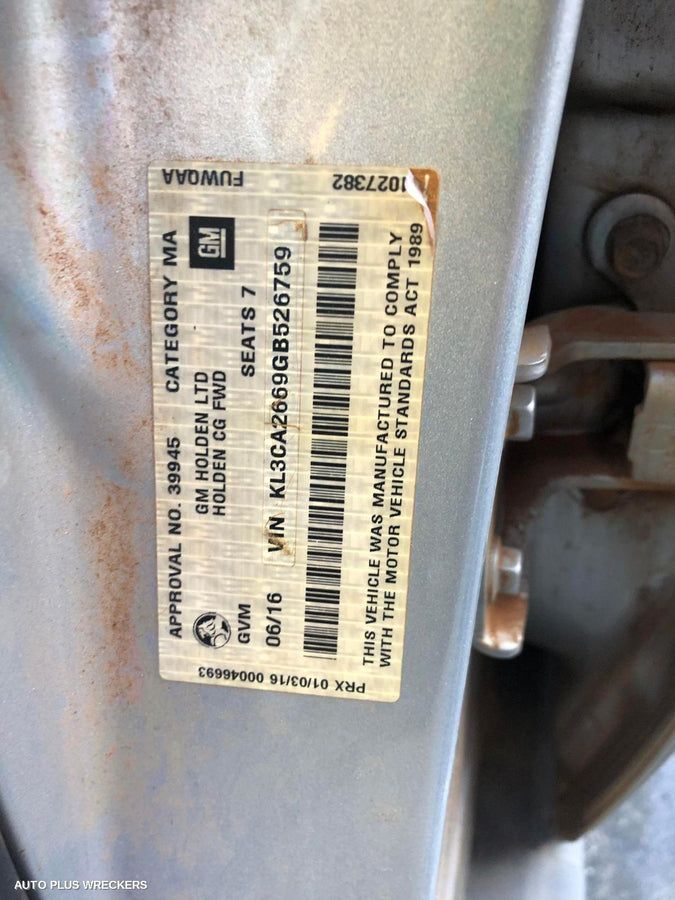 APPROVAL NO. 39945 CATEGORY MA
GM HOLDEN LTD
HOLDEN CG FWD
GM
GVM SEATS 7
06/16 VIN KL3CA2669GB526759
THIS VEHICLE WAS MANUFACTURED TO COMPLY
WITH THE MOTOR VEHICLE STANDARDS ACT 1989
FUWQAA
1027382
PRX 01/03/16 00046693
AUTO PLUS WRECKERS